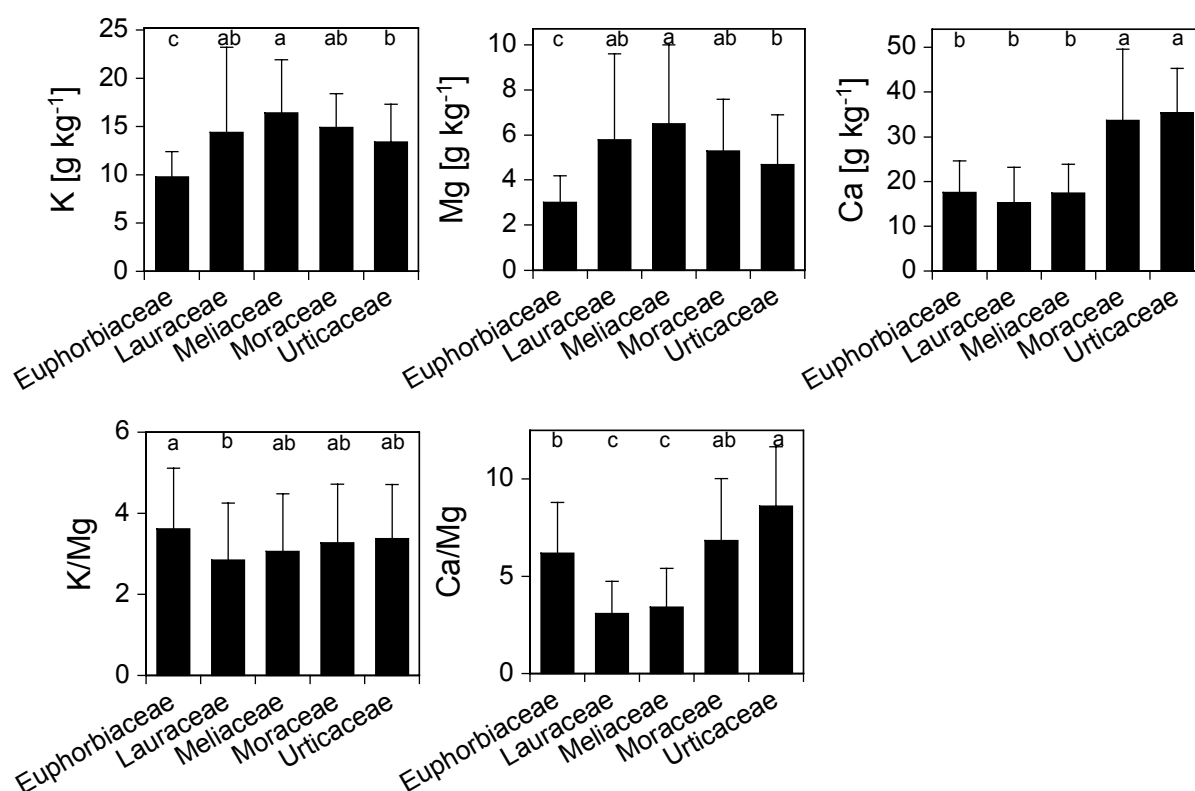 K [g kg⁻¹]
25
20
15
10
5
0
c ab a ab b
Euphorbiaceae
Lauraceae
Meliaceae
Moraceae
Urticaceae
Mg [g kg⁻¹]
10
8
6
4
2
0
c ab a ab b
Euphorbiaceae
Lauraceae
Meliaceae
Moraceae
Urticaceae
Ca [g kg⁻¹]
50
40
30
20
10
0
b b b a a
Euphorbiaceae
Lauraceae
Meliaceae
Moraceae
Urticaceae
K/Mg
6
4
2
0
a b ab ab ab
Euphorbiaceae
Lauraceae
Meliaceae
Moraceae
Urticaceae
Ca/Mg
10
5
0
b c c ab a
Euphorbiaceae
Lauraceae
Meliaceae
Moraceae
Urticaceae